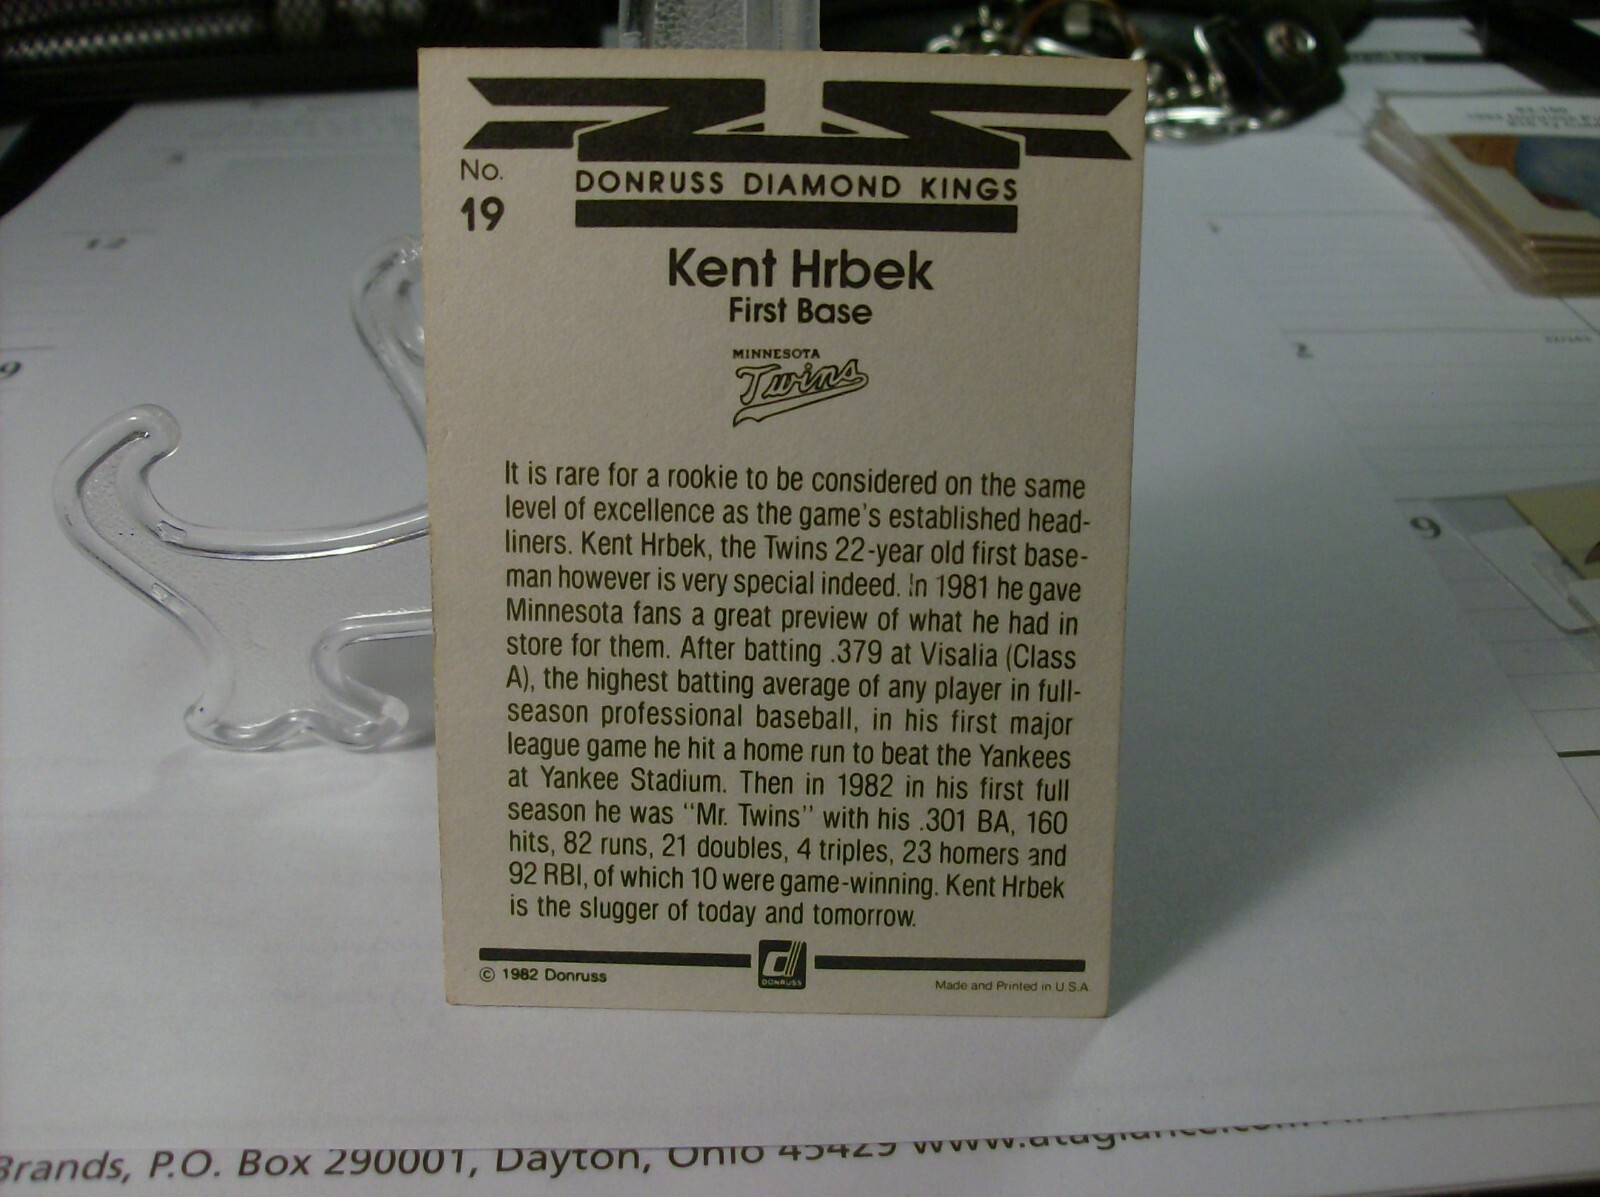 No.
19
DONRUSS DIAMOND KINGS
Kent Hrbek
First Base
MINNESOTA
Twins
It is rare for a rookie to be considered on the same
level of excellence as the game's established head-
liners. Kent Hrbek, the Twins 22-year old first base-
man however is very special indeed. In 1981 he gave
Minnesota fans a great preview of what he had in
store for them. After batting .379 at Visalia (Class
A), the highest batting average of any player in full-
season professional baseball, in his first major
league game he hit a home run to beat the Yankees
at Yankee Stadium. Then in 1982 in his first full
season he was "Mr. Twins" with his .301 BA, 160
hits, 82 runs, 21 doubles, 4 triples, 23 homers and
92 RBI, of which 10 were game-winning. Kent Hrbek
is the slugger of today and tomorrow.
© 1982 Donruss
d
DONRUSS
Made and Printed in U.S.A.
12
9
2
9
Brands, P.O. Box 290001, Dayton, Ohio 45429